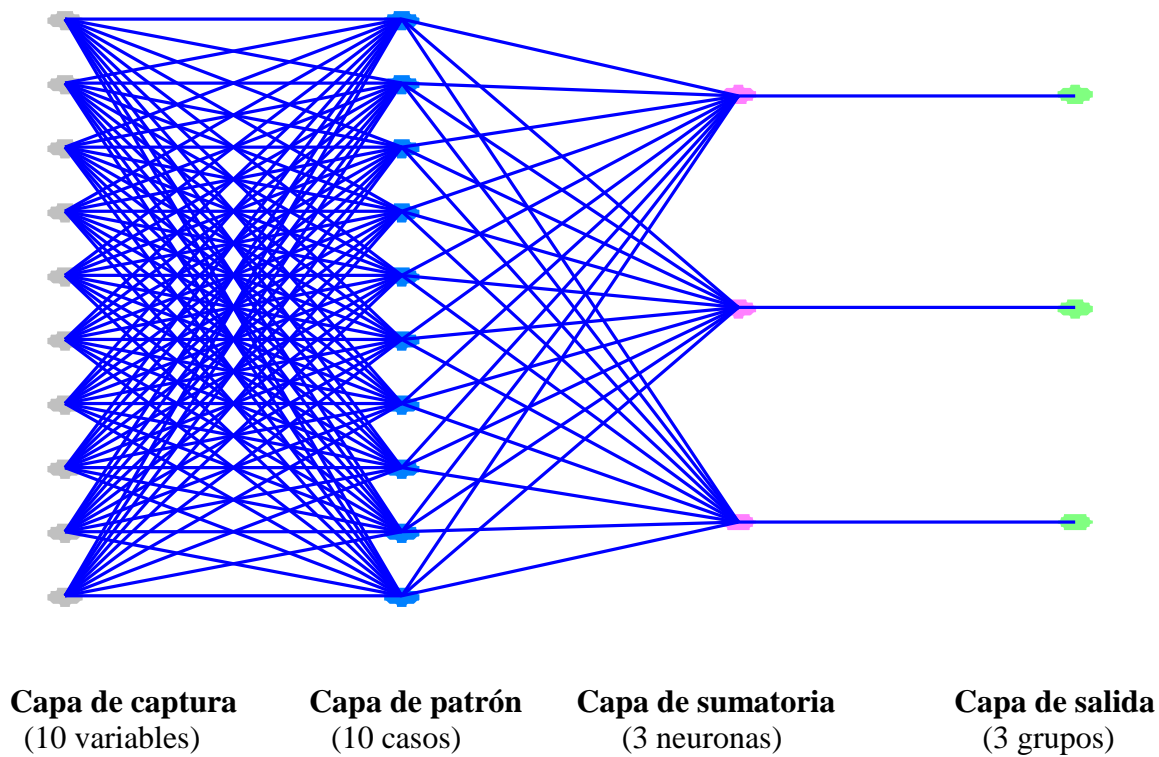 Capa de captura Capa de patrón Capa de sumatoria Capa de salida
(10 variables) (10 casos) (3 neuronas) (3 grupos)